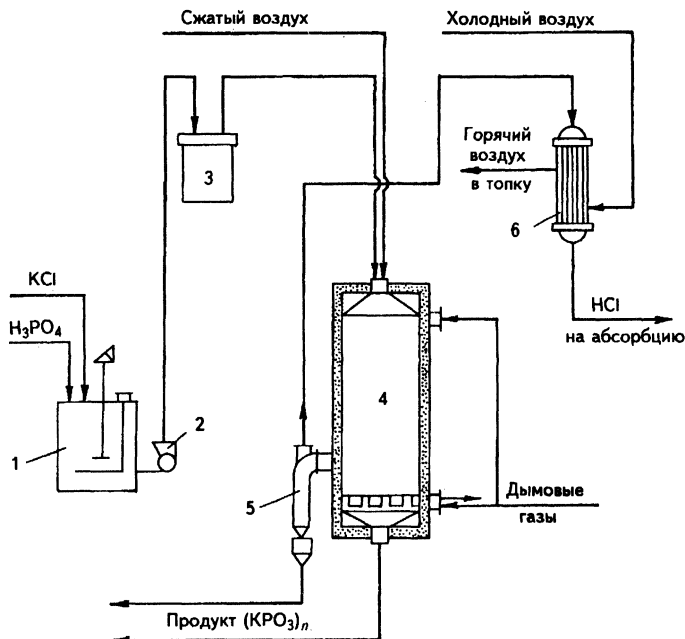 Сжатый воздух
Холодный воздух
Горячий
воздух
в топку
3
6
KCl
H₃PO₄
HCl
на абсорбцию
4
2
1
5
Дымовые
газы
Продукт (KPO₃)ₙ